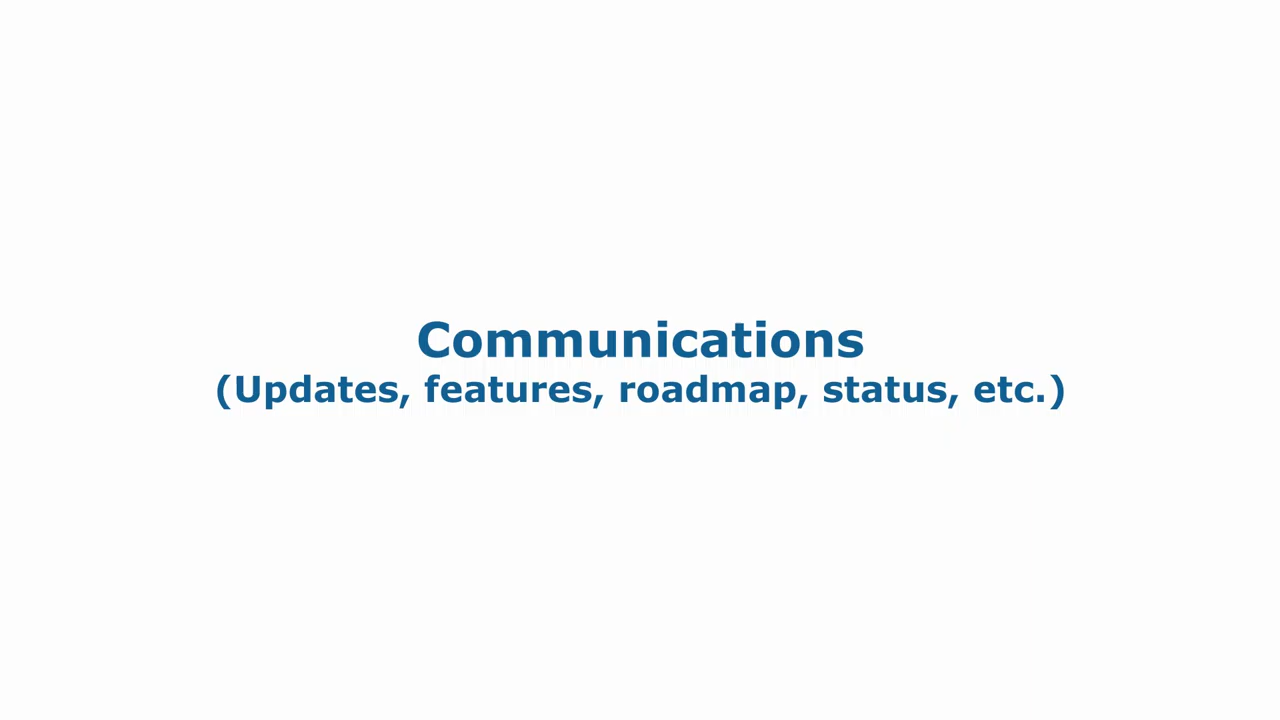 Communications
(Updates, features, roadmap, status, etc.)